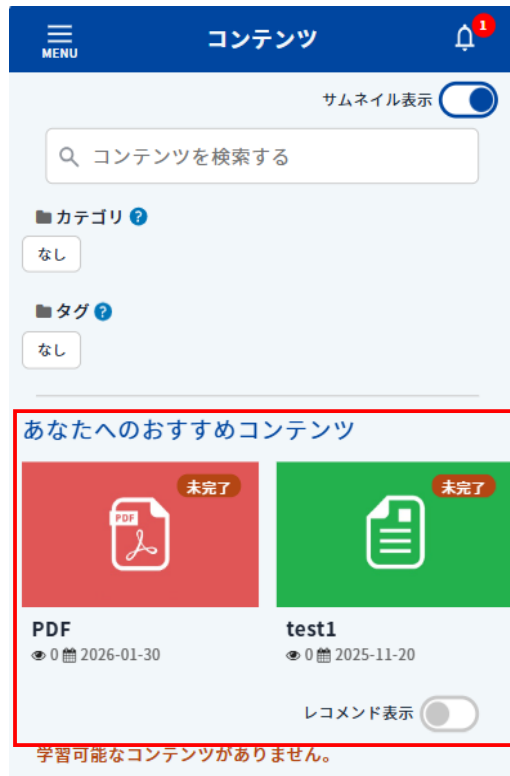 MENU
コンテンツ
1
サムネイル表示
コンテンツを検索する
カテゴリ ?
なし
タグ ?
なし
あなたへのおすすめコンテンツ
未完了
未完了
PDF
PDF
test1
0 2026-01-30
0 2025-11-20
レコメンド表示
学習可能なコンテンツがありません。